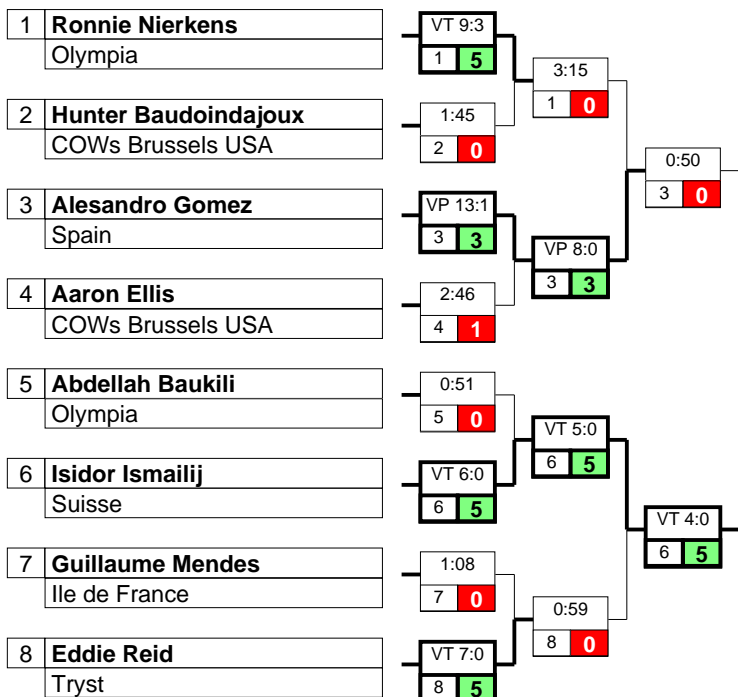 1 Ronnie Nierkens
Olympia
VT 9:3
1 5
3:15
1 0
2 Hunter Baudoindajoux
COWs Brussels USA
1:45
2 0
0:50
3 0
3 Alesandro Gomez
Spain
VP 13:1
3 3
VP 8:0
3 3
4 Aaron Ellis
COWs Brussels USA
2:46
4 1
5 Abdellah Baukili
Olympia
0:51
5 0
VT 5:0
6 5
6 Isidor Ismailij
Suisse
VT 6:0
6 5
VT 4:0
6 5
7 Guillaume Mendes
Ile de France
1:08
7 0
0:59
8 0
8 Eddie Reid
Tryst
VT 7:0
8 5